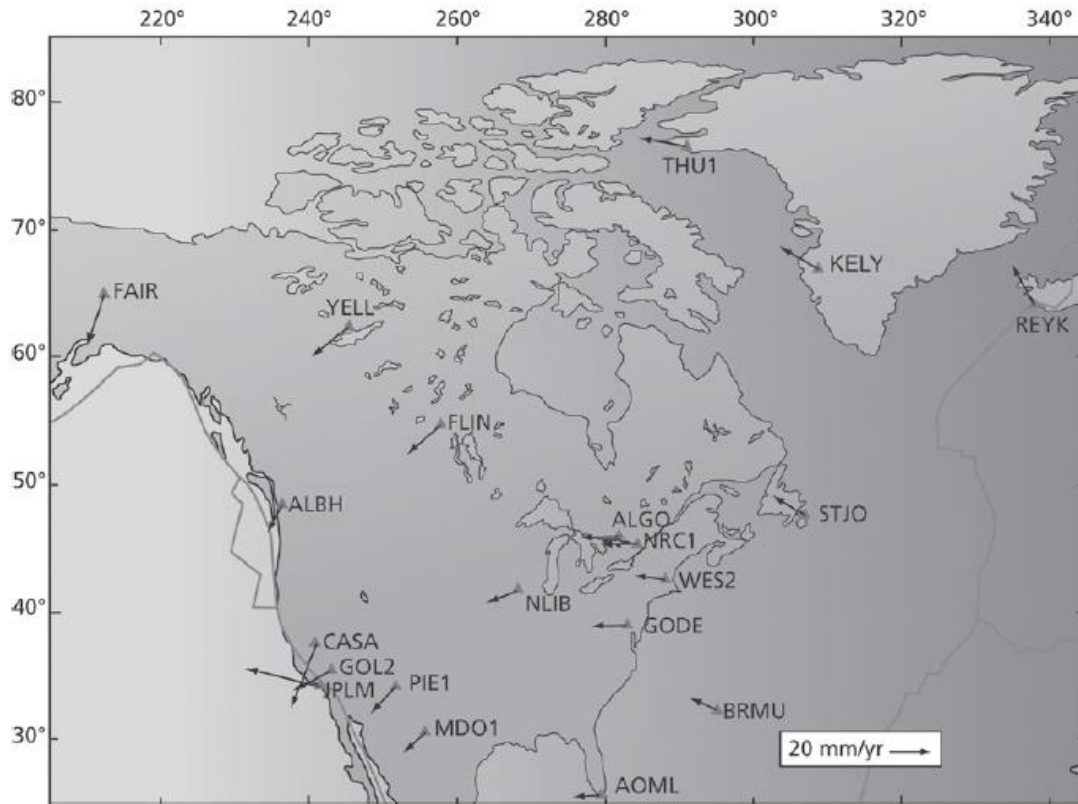 220° 240° 260° 280° 300° 320° 340°
80°
THU1
70°
KELY
FAIR
YELL
REYK
60°
FLIN
50°
ALBH
STJO
ALGO
NRC1
WES2
NLIB
40°
GODE
CASA
GOL2
JPLM
PIE1
BRMU
MDO1
30°
20 mm/yr
AOML